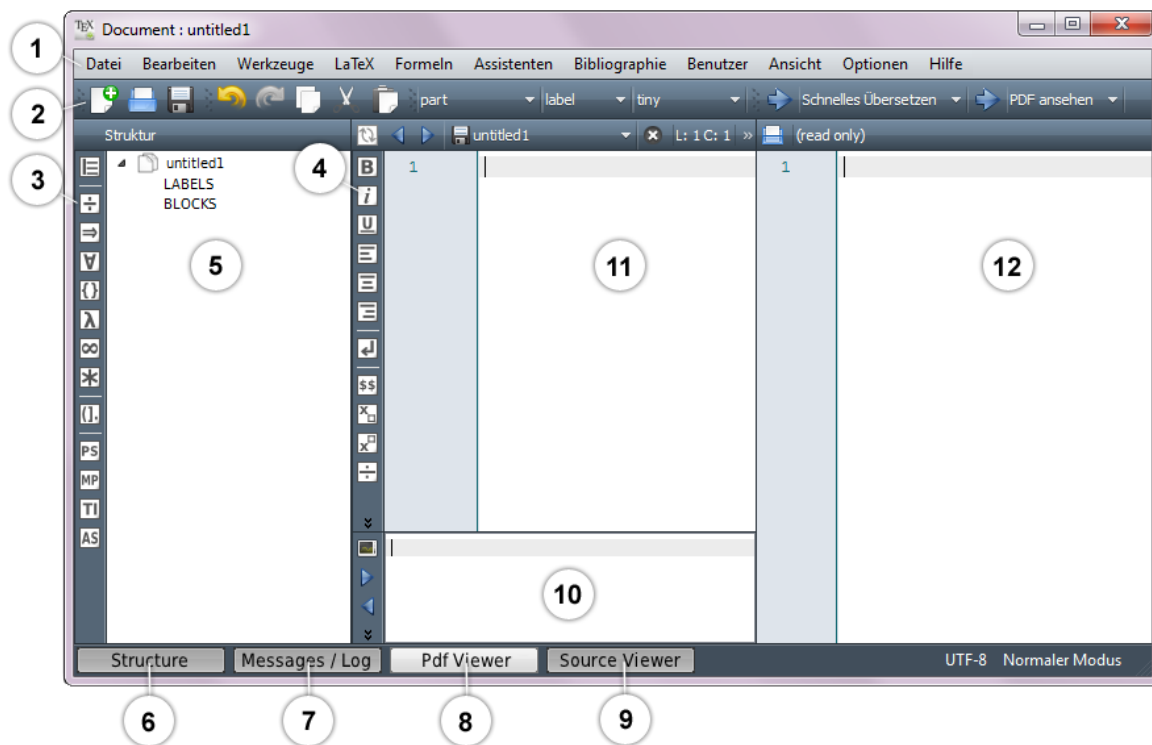 TEX Document : untitled1
1
Datei Bearbeiten Werkzeuge LaTeX Formeln Assistenten Bibliographie Benutzer Ansicht Optionen Hilfe
2
part label tiny Schnelles Übersetzen PDF ansehen
Struktur untitled1 L: 1 C: 1 » (read only)
3
untitled1
LABELS
BLOCKS
4
B
i
U
1
1
5
11
12
÷
⇒
∀
{}
λ
∞
*
(].
PS
MP
TI
AS
$$
x
x
÷
10
Structure Messages / Log Pdf Viewer Source Viewer UTF-8 Normaler Modus
6 7 8 9